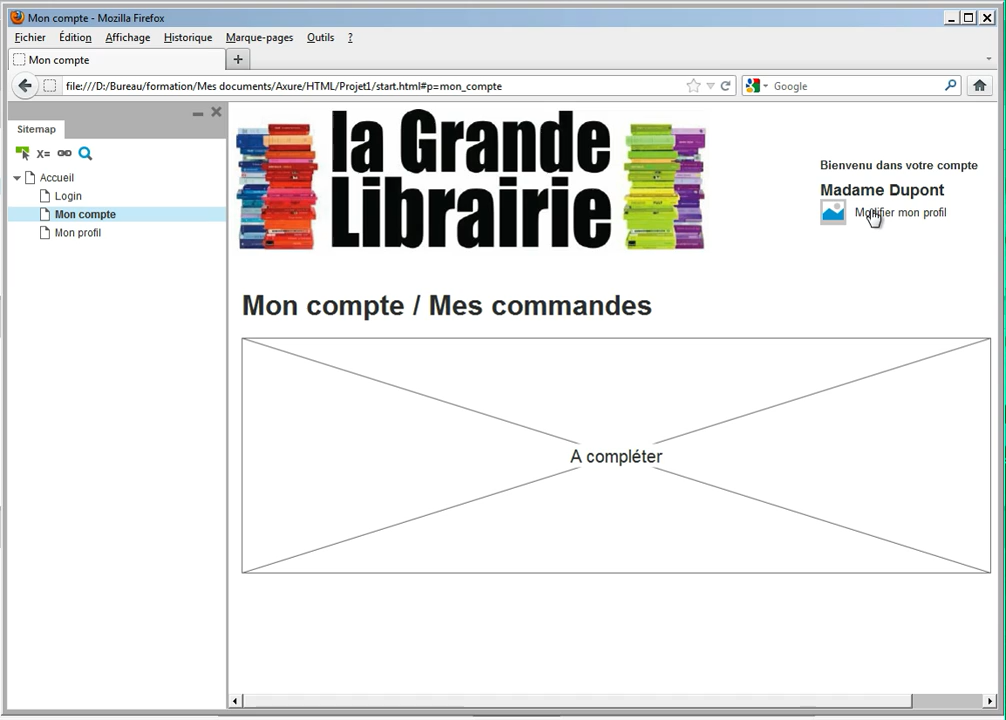 Mon compte - Mozilla Firefox
Fichier Édition Affichage Historique Marque-pages Outils ?
Mon compte +
file:///D:/Bureau/formation/Mes documents/Axure/HTML/Projet1/start.html#p=mon_compte
Google
Sitemap
X=
Accueil
Login
Mon compte
Mon profil
la Grande
Librairie
Bienvenu dans votre compte
Madame Dupont
Modifier mon profil
Mon compte / Mes commandes
A compléter